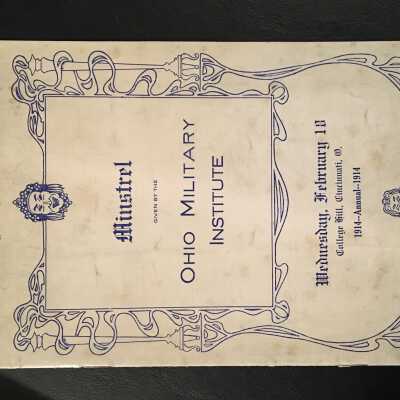 Minstrel
GIVEN BY THE
OHIO MILITARY
INSTITUTE
Wednesday, February 18
College Hill, Cincinnati, O.
1914–Annual–1914